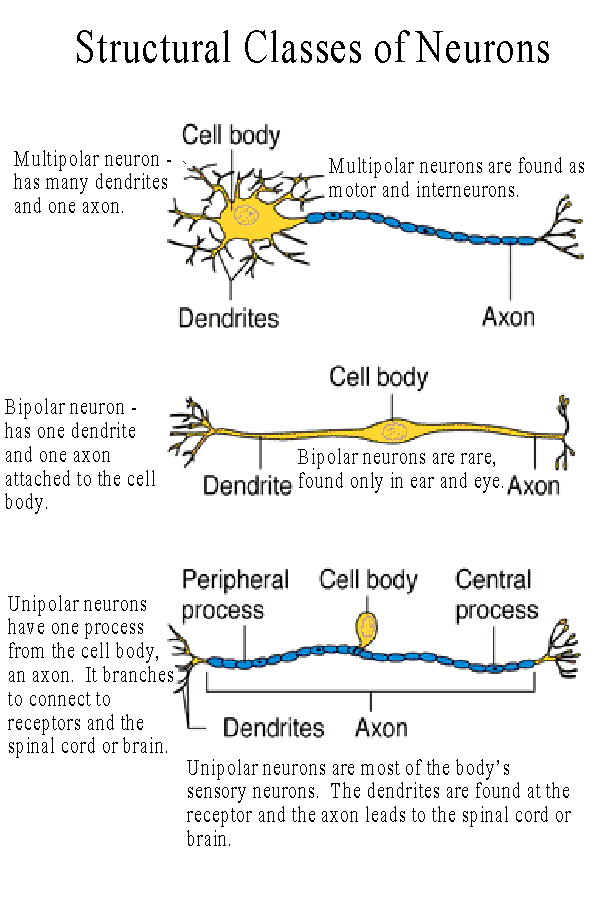 Structural Classes of Neurons
Cell body
Multipolar neuron -
has many dendrites
and one axon.
Multipolar neurons are found as
motor and interneurons.
Dendrites
Axon
Cell body
Bipolar neuron -
has one dendrite
and one axon
attached to the cell
body.
Bipolar neurons are rare,
found only in ear and eye.
Dendrite
Axon
Peripheral
process
Cell body
Central
process
Unipolar neurons
have one process
from the cell body,
an axon. It branches
to connect to
receptors and the
spinal cord or brain.
Dendrites
Axon
Unipolar neurons are most of the body's
sensory neurons. The dendrites are found at the
receptor and the axon leads to the spinal cord or
brain.